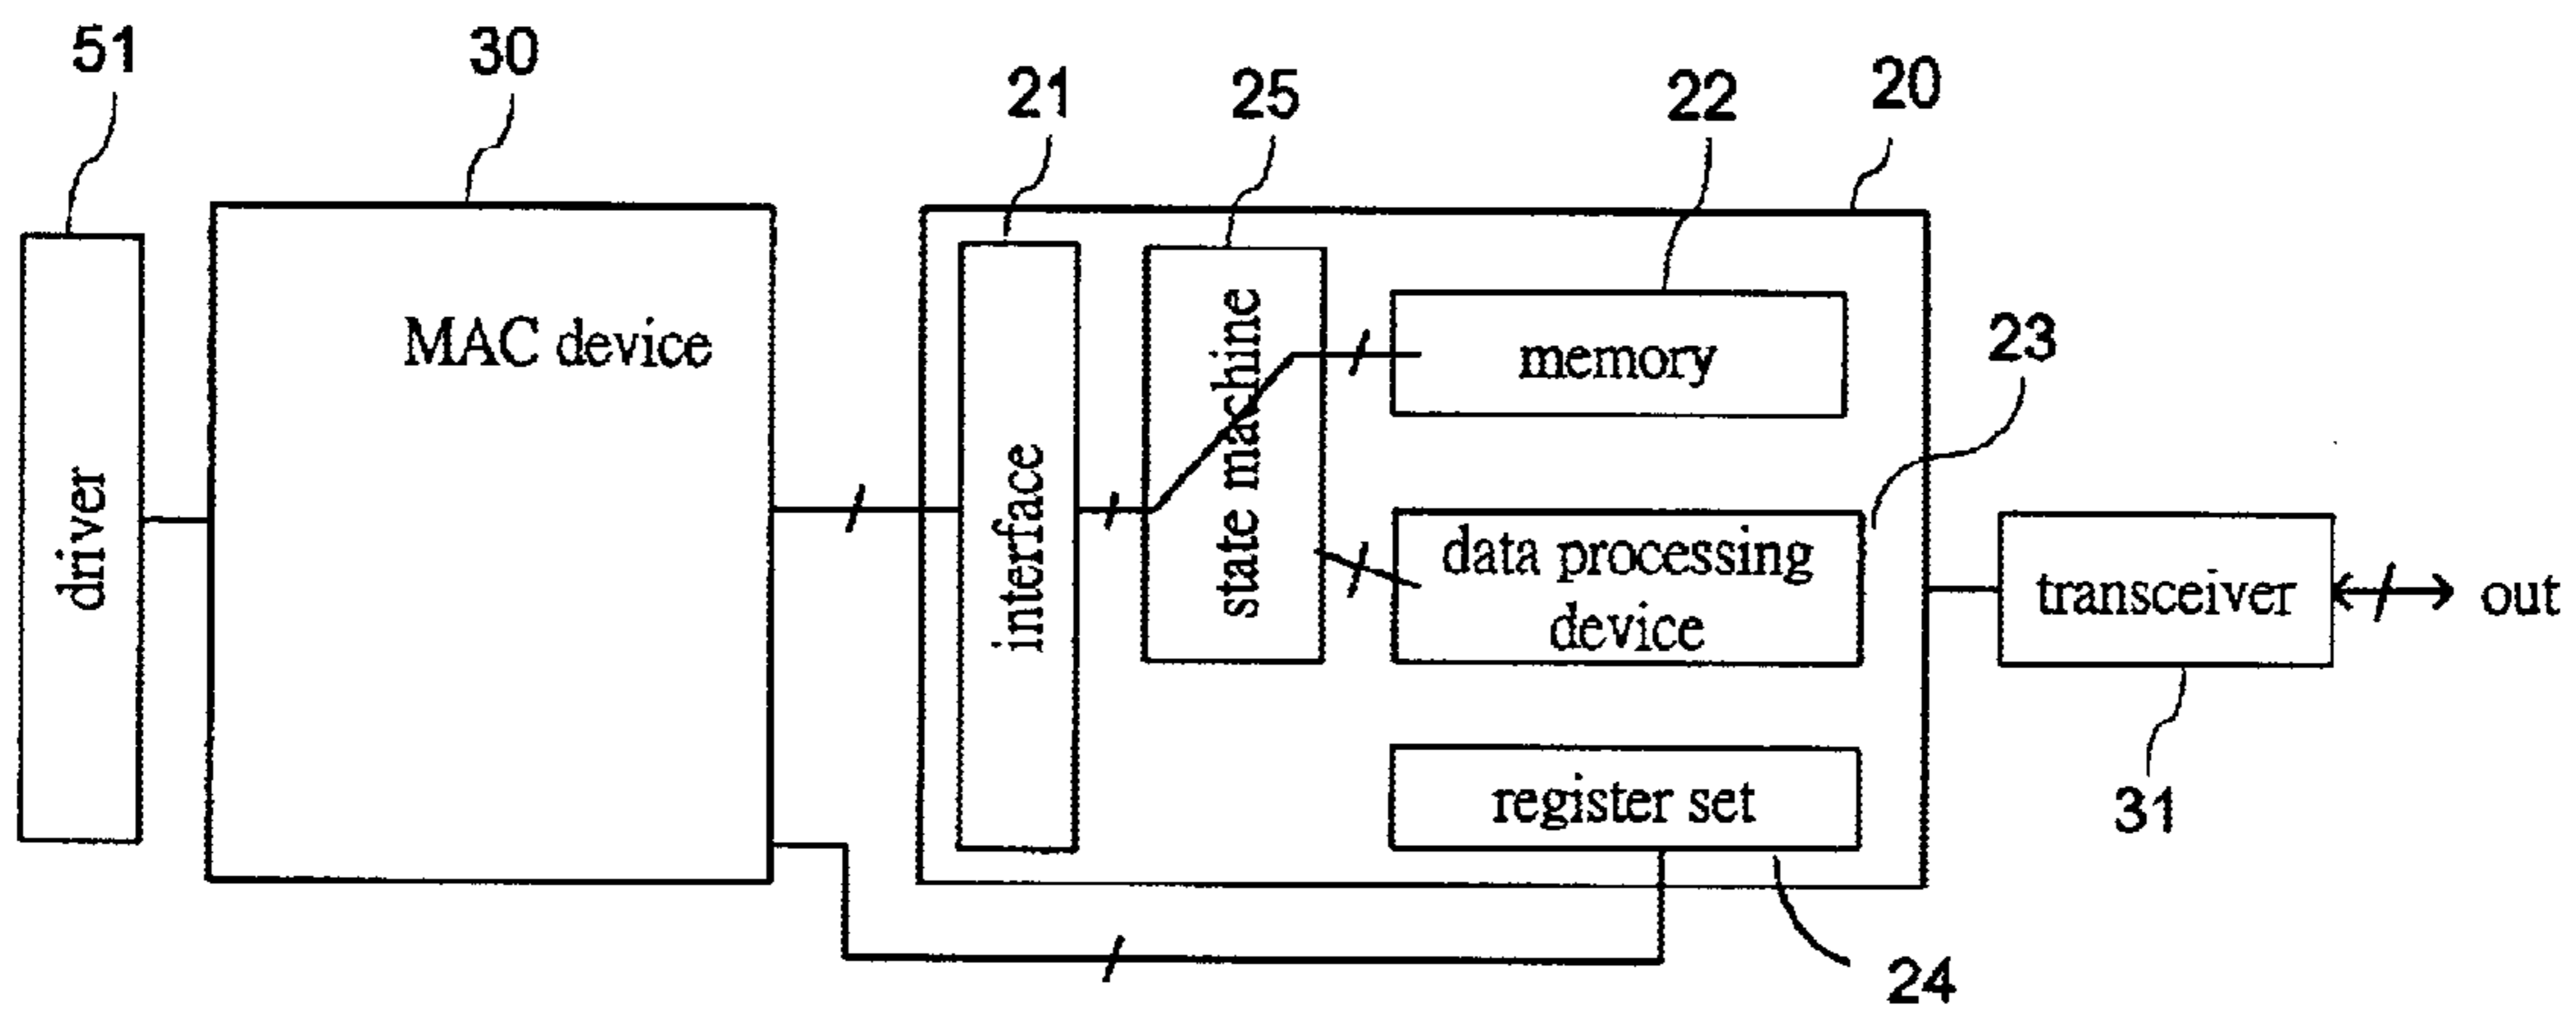 51
30
21
25
22
20
MAC device
driver
interface
state machine
memory
23
data processing
device
transceiver
out
register set
31
24